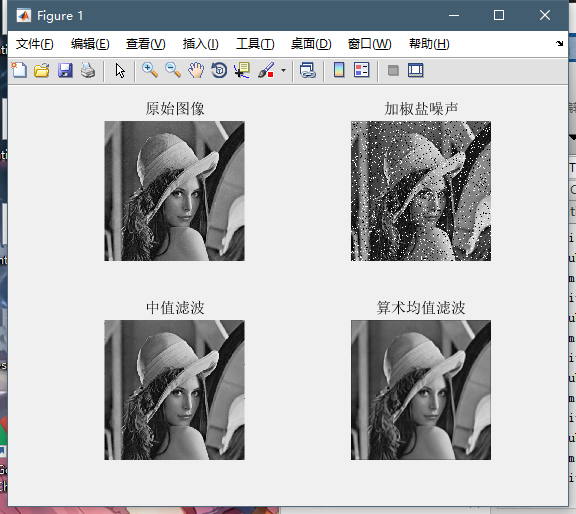 Figure 1
文件(F) 编辑(E) 查看(V) 插入(I) 工具(T) 桌面(D) 窗口(W) 帮助(H)
原始图像 加椒盐噪声
中值滤波 算术均值滤波